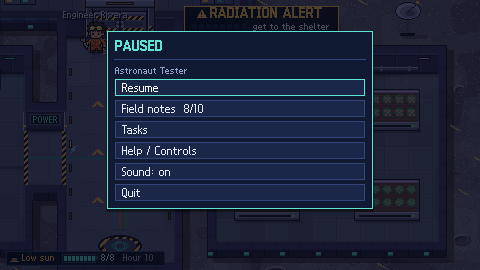 Engineer Rivera
RADIATION ALERT
get to the shelter
PAUSED
Astronaut Tester
Resume
Field notes 8/10
Tasks
Help / Controls
Sound: on
Quit
POWER
Low sun 8/8 Hour 10